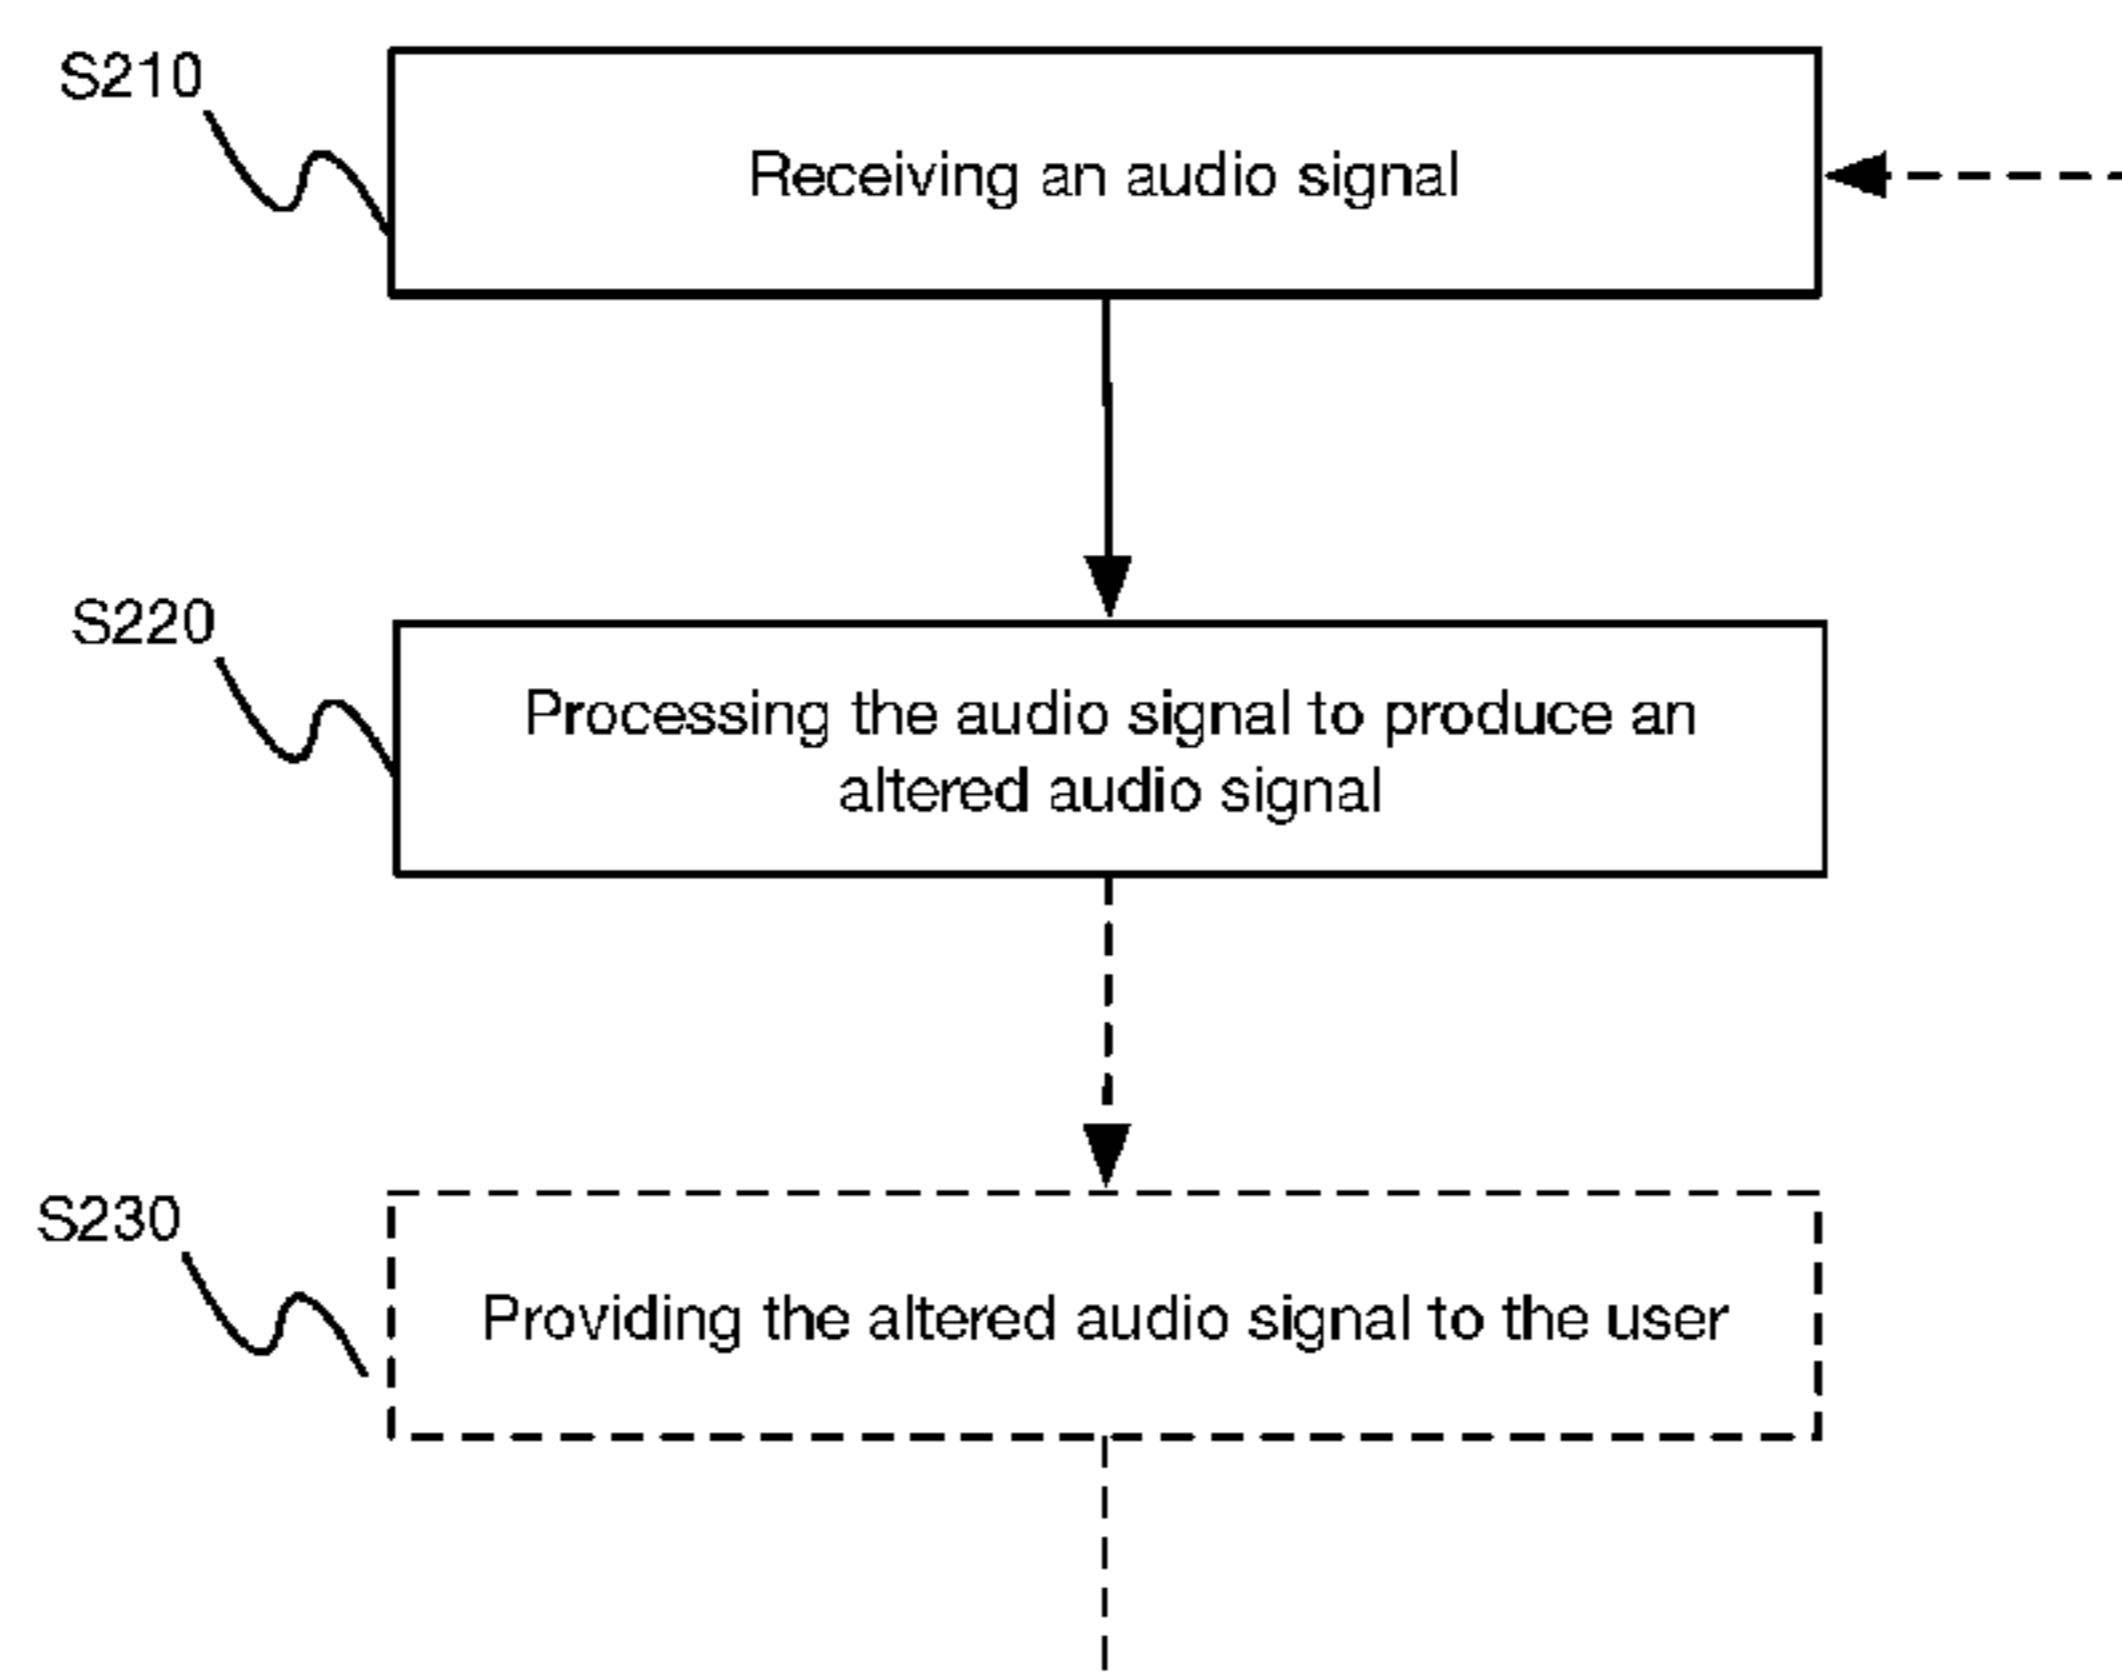 S210
Receiving an audio signal
S220
Processing the audio signal to produce an
altered audio signal
S230
Providing the altered audio signal to the user